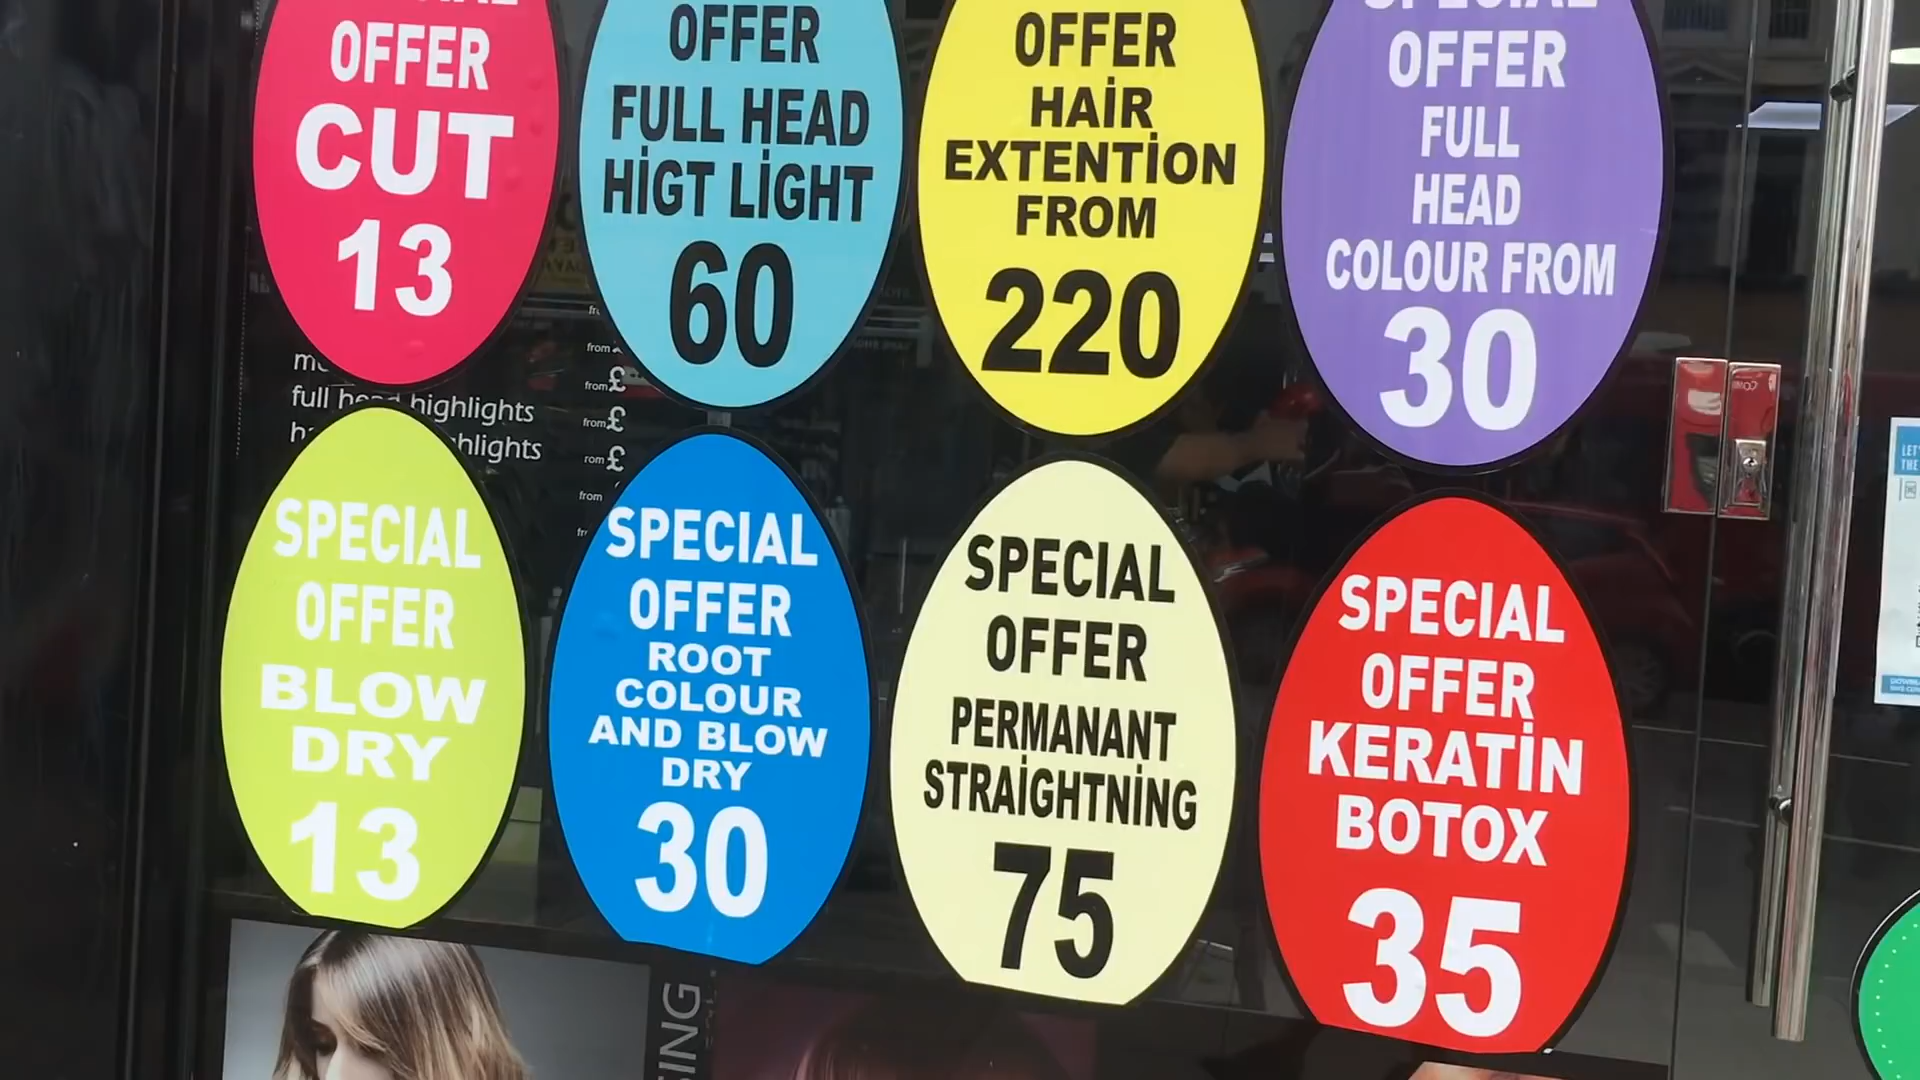 OFFER
CUT
13
OFFER
FULL HEAD
HİGT LİGHT
60
OFFER
HAİR
EXTENTİON
FROM
220
SPECIAL
OFFER
FULL
HEAD
COLOUR FROM
30
from
from £
from £
rom £
from
full head highlights
hlights
SPECIAL
OFFER
BLOW
DRY
13
SPECIAL
OFFER
ROOT
COLOUR
AND BLOW
DRY
30
SPECIAL
OFFER
PERMANANT
STRAİGHTNİNG
75
SPECIAL
OFFER
KERATİN
BOTOX
35
SING